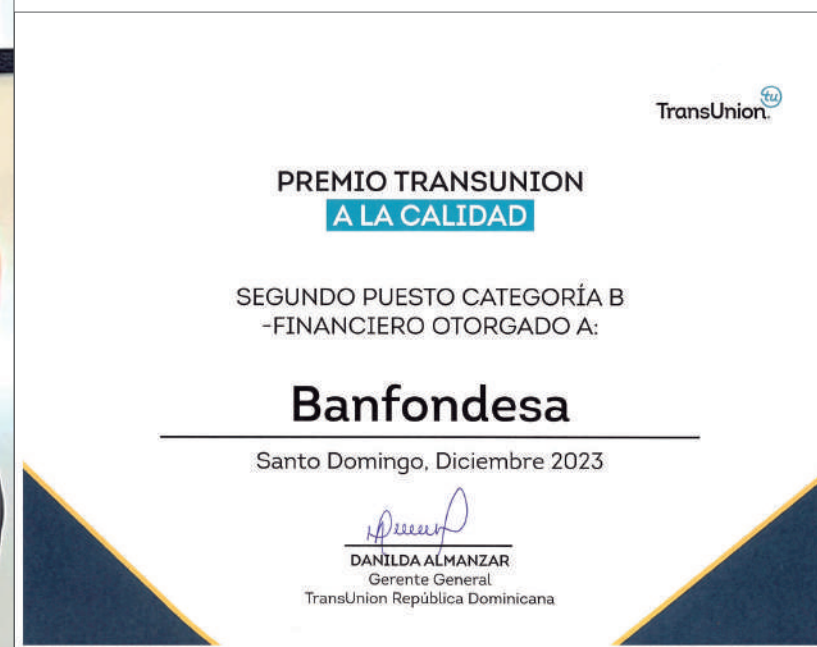 TransUnion.
tu
PREMIO TRANSUNION
A LA CALIDAD
SEGUNDO PUESTO CATEGORÍA B
-FINANCIERO OTORGADO A:
Banfondesa
Santo Domingo, Diciembre 2023
DANILDA ALMANZAR
Gerente General
TransUnion República Dominicana